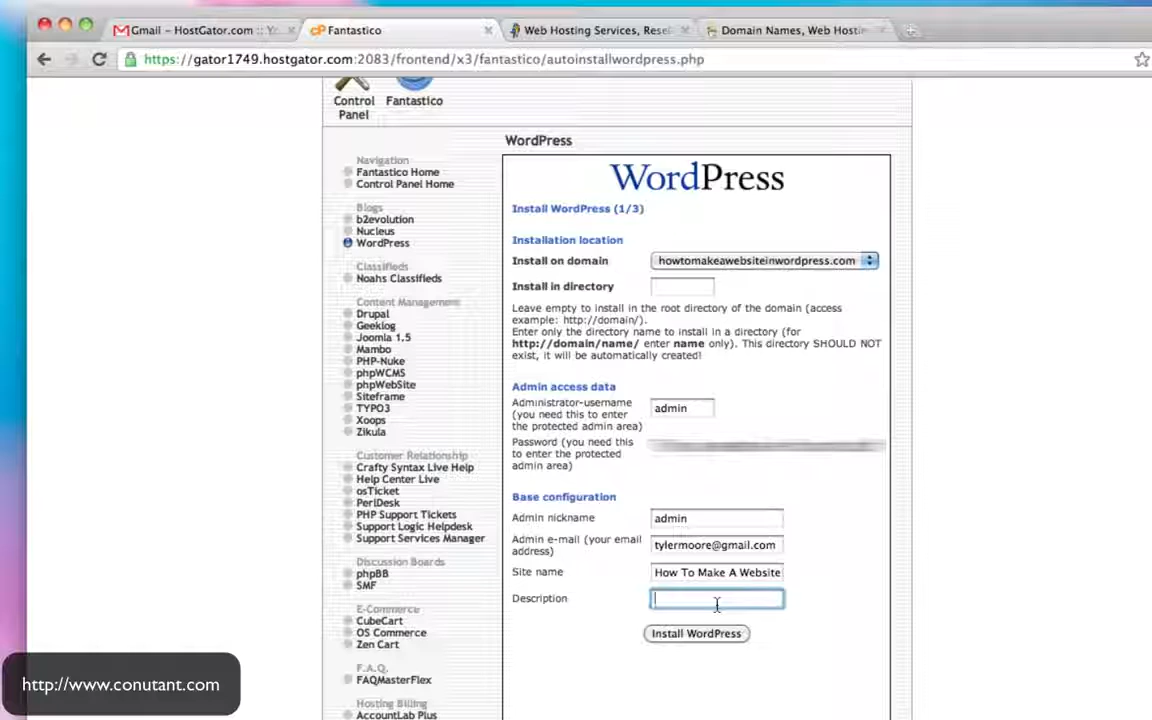 Gmail – HostGator.com :: Yo
Fantastico
Web Hosting Services, Resel
Domain Names, Web Hostin
https://gator1749.hostgator.com:2083/frontend/x3/fantastico/autoinstallwordpress.php
Control Panel
Fantastico
Navigation
Fantastico Home
Control Panel Home
Blogs
b2evolution
Nucleus
WordPress
Classifieds
Noahs Classifieds
Content Management
Drupal
Geeklog
Joomla 1.5
Mambo
PHP-Nuke
phpWCMS
phpWebSite
Siteframe
TYPO3
Xoops
Zikula
Customer Relationship
Crafty Syntax Live Help
Help Center Live
osTicket
PerlDesk
PHP Support Tickets
Support Logic Helpdesk
Support Services Manager
Discussion Boards
phpBB
SMF
E-Commerce
CubeCart
OS Commerce
Zen Cart
F.A.Q.
FAQMasterFlex
Hosting Billing
AccountLab Plus
WordPress
WordPress
Install WordPress (1/3)
Installation location
Install on domain howtomakeawebsiteinwordpress.com
Install in directory
Leave empty to install in the root directory of the domain (access
example: http://domain/).
Enter only the directory name to install in a directory (for
http://domain/name/ enter name only). This directory SHOULD NOT
exist, it will be automatically created!
Admin access data
Administrator-username
(you need this to enter
the protected admin area)
admin
Password (you need this
to enter the protected
admin area)
Base configuration
Admin nickname admin
Admin e-mail (your email
address)
tylermoore@gmail.com
Site name How To Make A Website
Description
Install WordPress
http://www.conutant.com